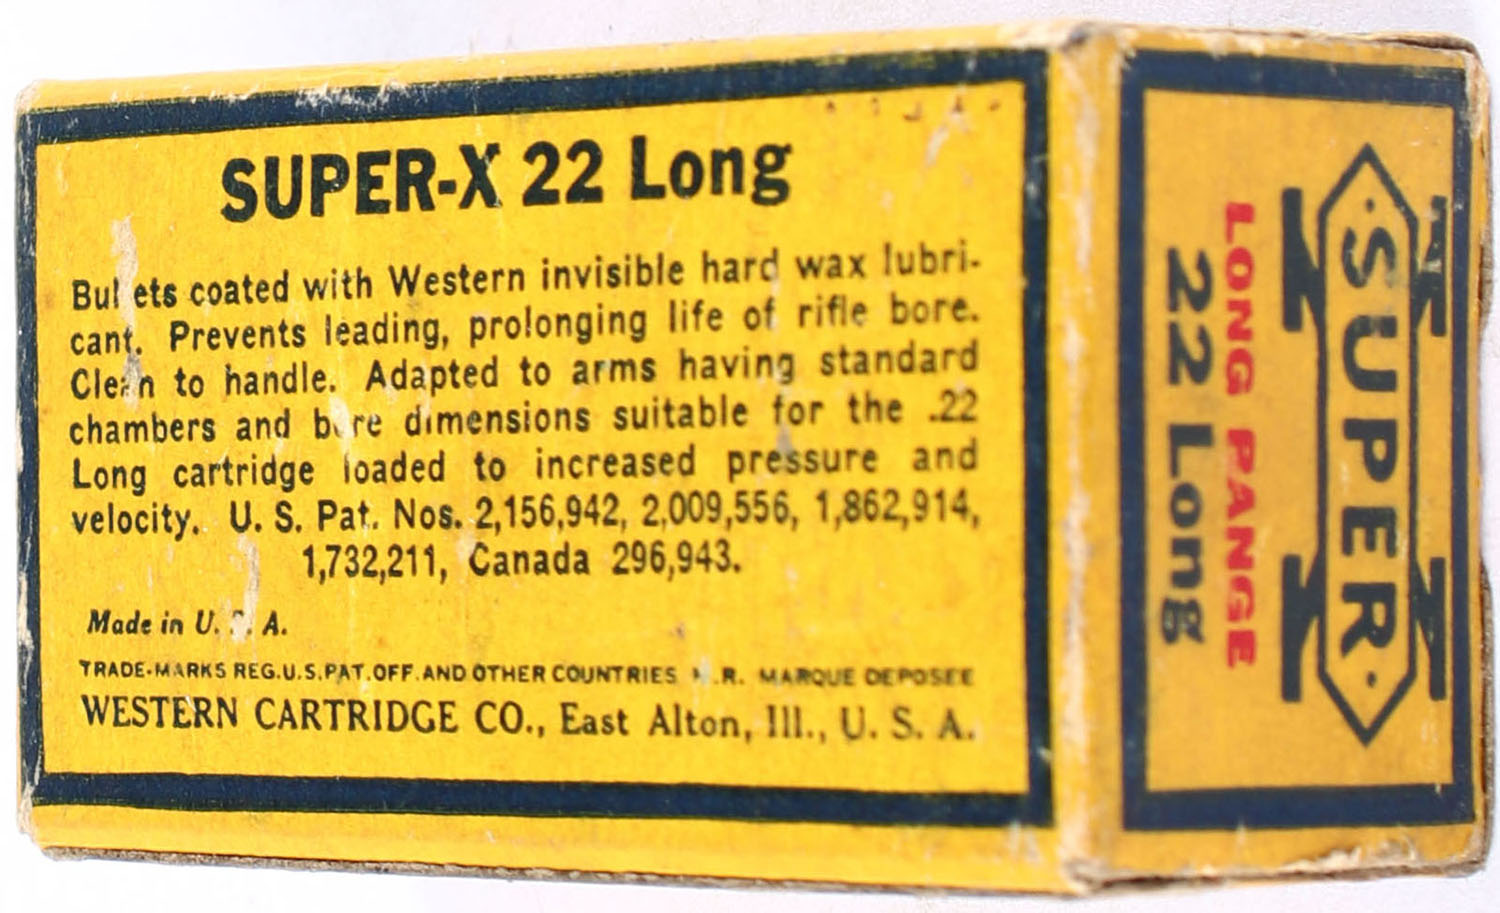 SUPER-X 22 Long
Bullets coated with Western invisible hard wax lubri-
cant. Prevents leading, prolonging life of rifle bore.
Clean to handle. Adapted to arms having standard
chambers and bore dimensions suitable for the .22
Long cartridge loaded to increased pressure and
velocity. U. S. Pat. Nos. 2,156,942, 2,009,556, 1,862,914,
1,732,211, Canada 296,943.
Made in U. S. A.
TRADE-MARKS REG.U.S.PAT.OFF.AND OTHER COUNTRIES M.R. MARQUE DEPOSEE
WESTERN CARTRIDGE CO., East Alton, Ill., U. S. A.
SUPER X
LONG RANGE
22 Long